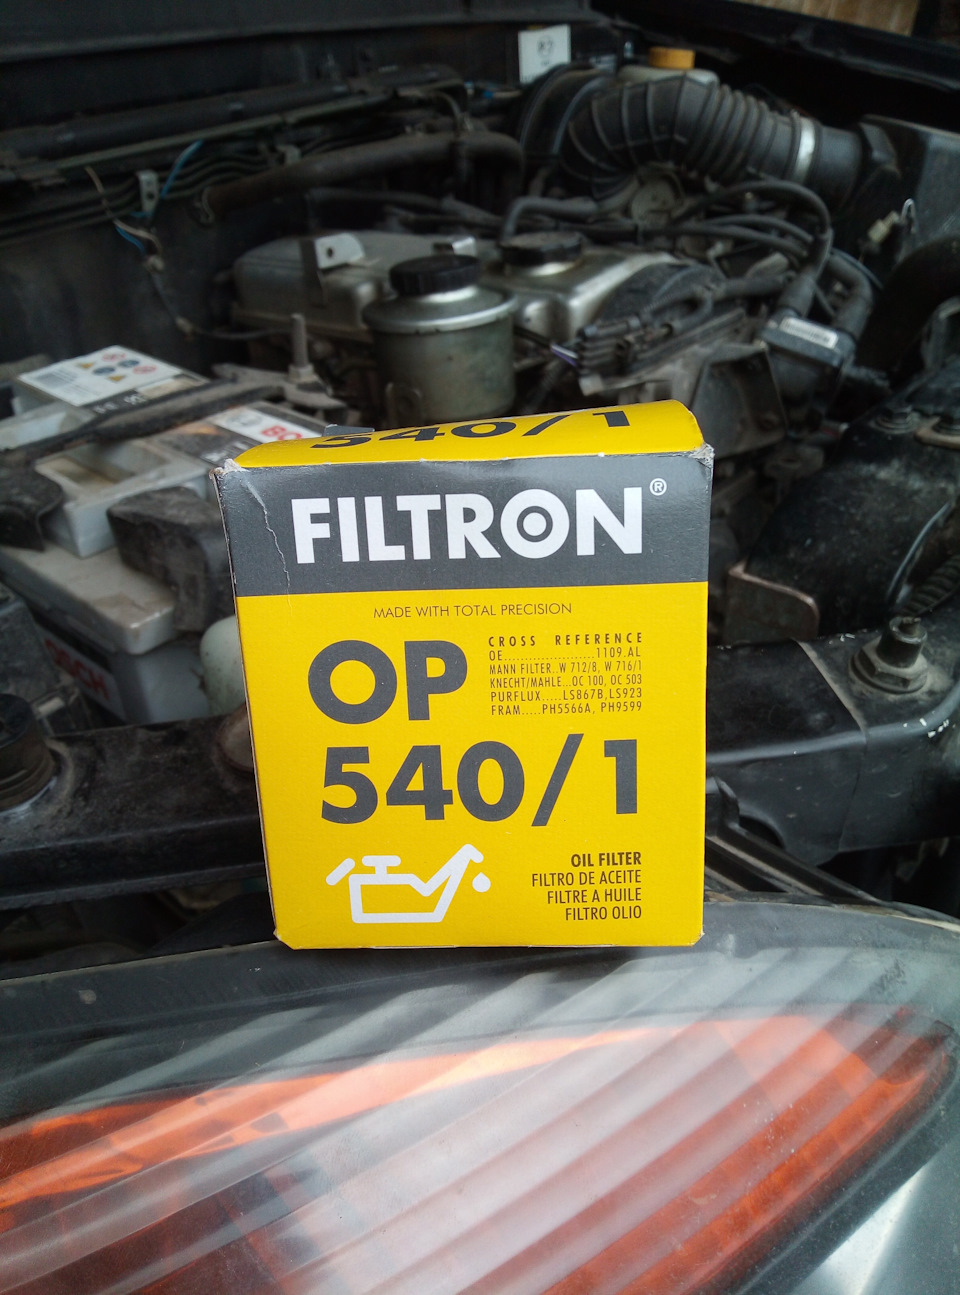 540/1
FILTRON®
MADE WITH TOTAL PRECISION
OP
540/1
CROSS REFERENCE
OE......................1109.AL
MANN FILTER..W 712/8, W 716/1
KNECHT/MAHLE...OC 100, OC 503
PURFLUX.....LS867B,LS923
FRAM.....PH5566A, PH9599
OIL FILTER
FILTRO DE ACEITE
FILTRE A HUILE
FILTRO OLIO